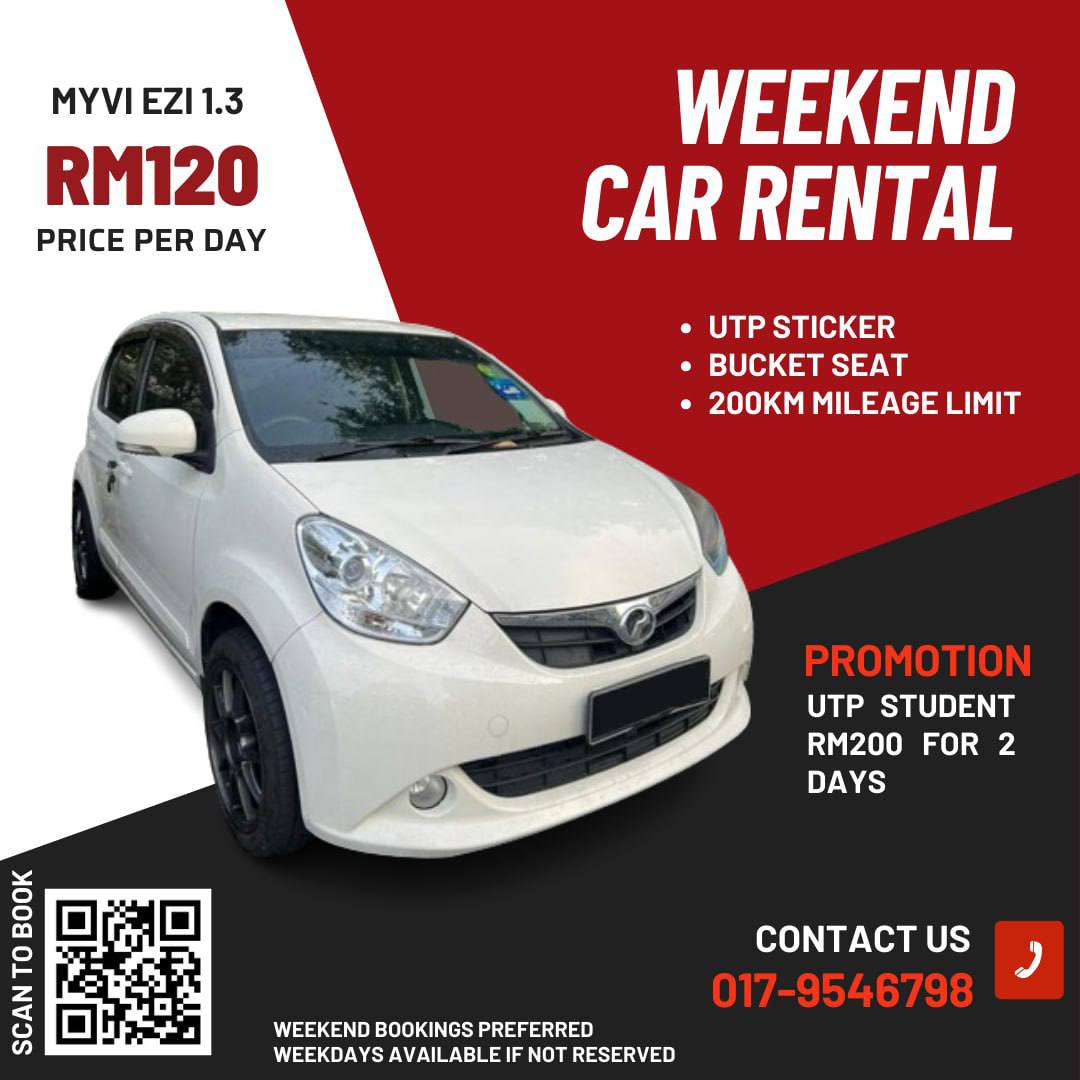 MYVI EZI 1.3
RM120
PRICE PER DAY
WEEKEND
CAR RENTAL
• UTP STICKER
• BUCKET SEAT
• 200KM MILEAGE LIMIT
PROMOTION
UTP STUDENT
RM200 FOR 2
DAYS
SCAN TO BOOK
CONTACT US
017-9546798
WEEKEND BOOKINGS PREFERRED
WEEKDAYS AVAILABLE IF NOT RESERVED